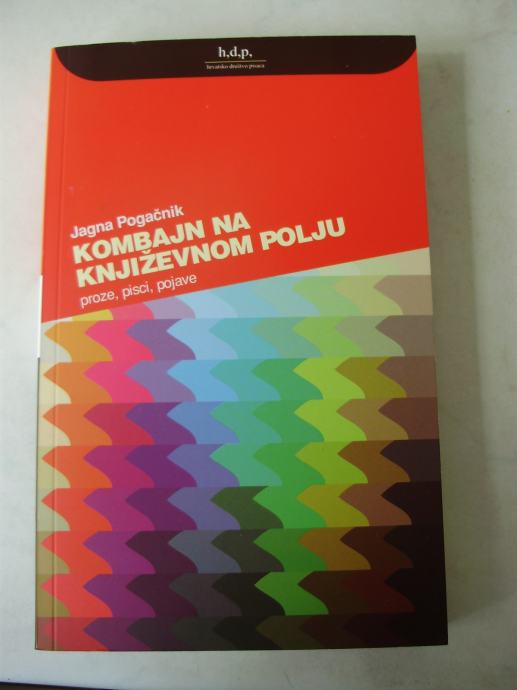 h,d,p,
hrvatsko društvo pisaca
Jagna Pogačnik
KOMBAJN NA
KNJIŽEVNOM POLJU
proze, pisci, pojave